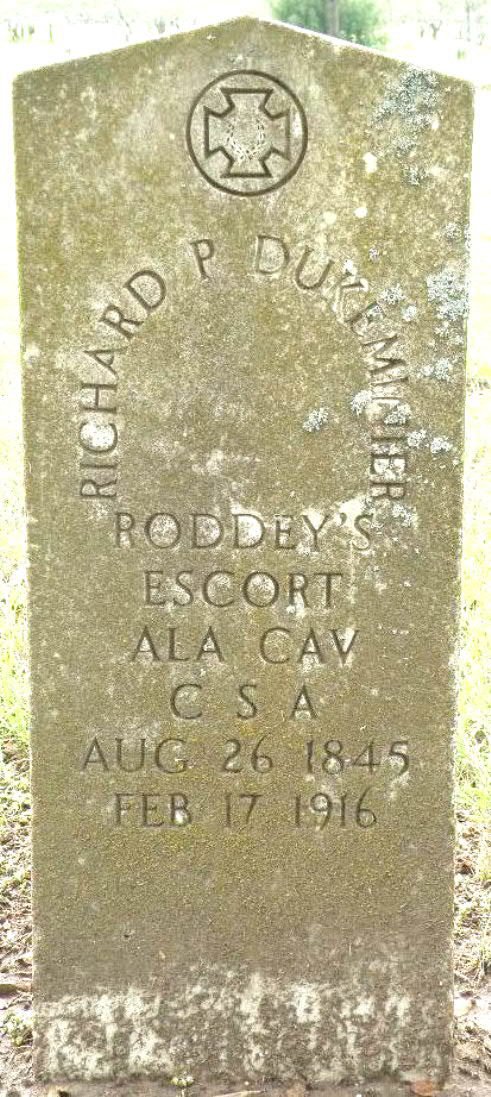 RICHARD P DUKEMINIER
RODDEY'S
ESCORT
ALA CAV
C S A
AUG 26 1845
FEB 17 1916